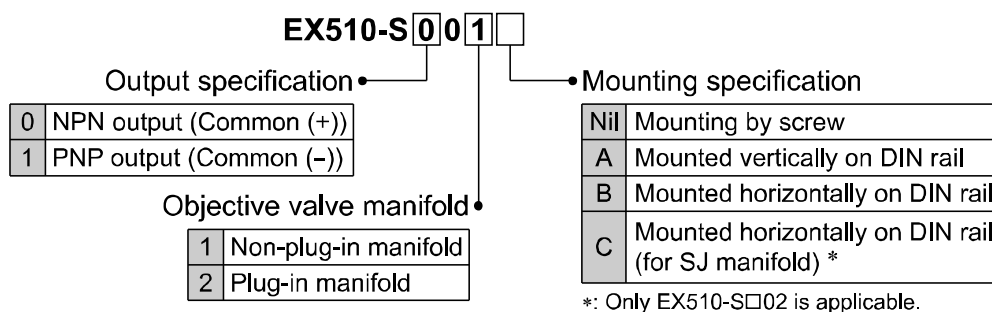 EX510-S001□
Output specification
0 NPN output (Common (+))
1 PNP output (Common (−))
Objective valve manifold
1 Non-plug-in manifold
2 Plug-in manifold
Mounting specification
Nil Mounting by screw
A Mounted vertically on DIN rail
B Mounted horizontally on DIN rail
C Mounted horizontally on DIN rail
(for SJ manifold) *
*: Only EX510-S□02 is applicable.